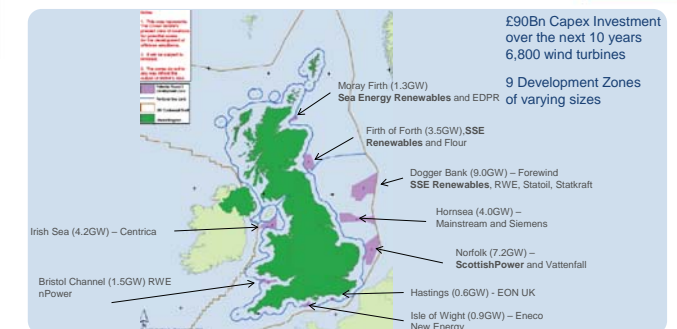 £90Bn Capex Investment
over the next 10 years
6,800 wind turbines
9 Development Zones
of varying sizes
Moray Firth (1.3GW)
Sea Energy Renewables and EDPR
Firth of Forth (3.5GW),SSE
Renewables and Flour
Dogger Bank (9.0GW) – Forewind
SSE Renewables, RWE, Statoil, Statkraft
Hornsea (4.0GW) –
Mainstream and Siemens
Irish Sea (4.2GW) – Centrica
Norfolk (7.2GW) –
ScottishPower and Vattenfall
Bristol Channel (1.5GW) RWE
nPower
Hastings (0.6GW) - EON UK
Isle of Wight (0.9GW) – Eneco
New Energy